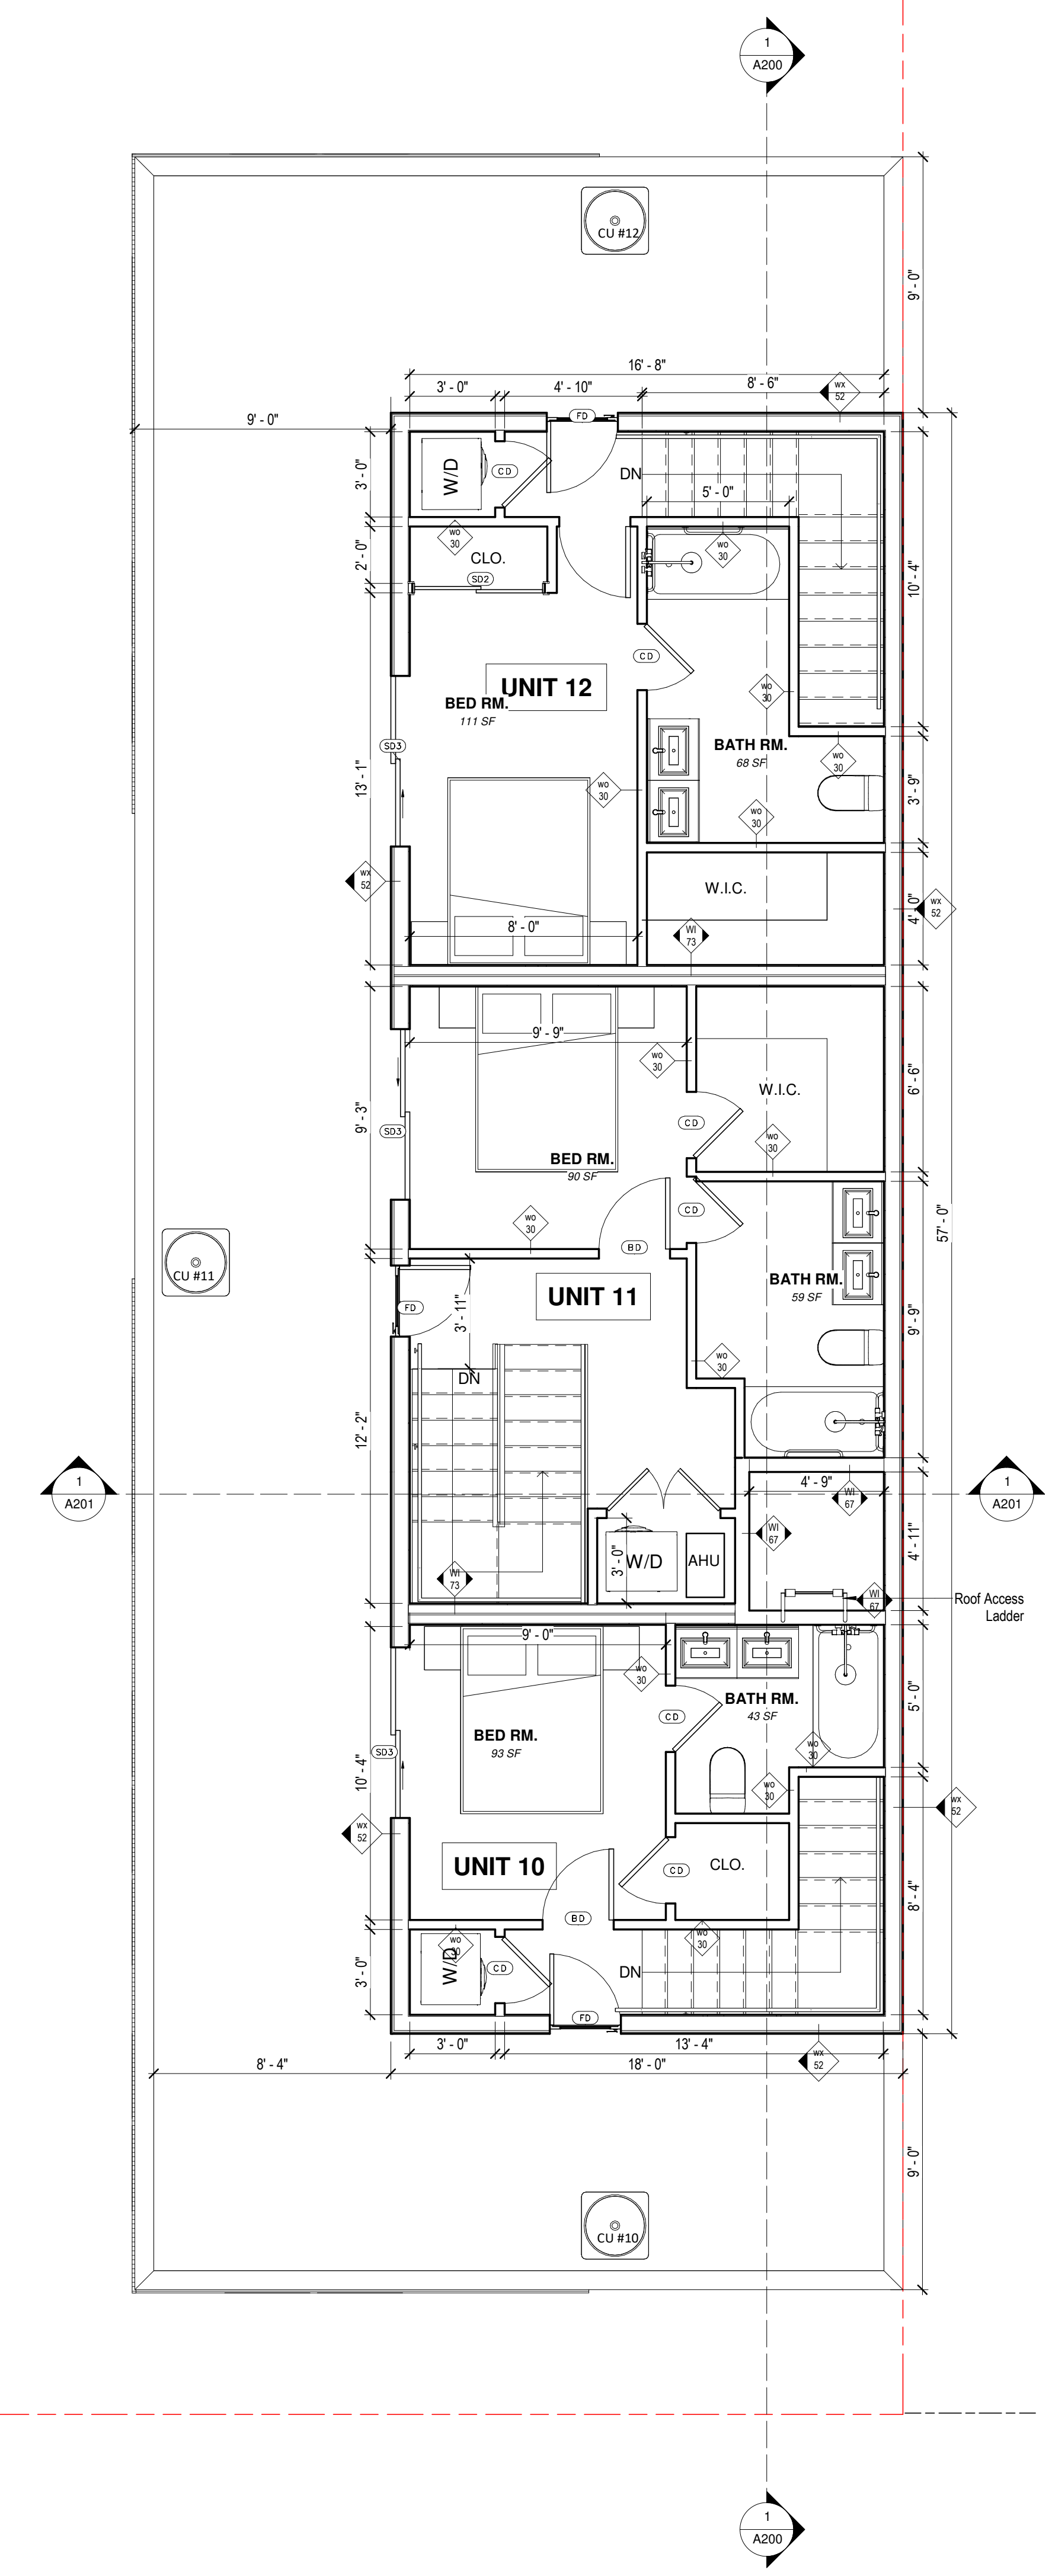 1
A200
CU #12
9' - 0"
16' - 8"
3' - 0"
4' - 10"
8' - 6"
WX
52
9' - 0"
FD
W/D
CD
DN
3' - 0"
5' - 0"
WO
30
CLO.
WO
30
2' - 0"
SD2
10' - 4"
CD
UNIT 12
BED RM.
111 SF
WO
30
SD3
BATH RM.
68 SF
WO
30
13' - 1"
WO
30
3' - 9"
WO
30
WX
52
W.I.C.
4' - 0"
WX
52
8' - 0"
WI
73
9' - 9"
WO
30
W.I.C.
6' - 6"
9' - 3"
SD3
CD
WO
30
BED RM.
90 SF
CD
WO
30
BD
57' - 0"
CU #11
BATH RM.
59 SF
UNIT 11
FD
3' - 11"
9' - 9"
WO
30
DN
12' - 2"
1
A201
4' - 9"
WI
67
1
A201
WI
67
4' - 11"
3' - 0"
W/D
AHU
WI
73
WI
67
Roof Access
Ladder
9' - 0"
WO
30
BATH RM.
43 SF
5' - 0"
CD
BED RM.
93 SF
SD3
WO
30
10' - 4"
WO
30
WX
52
WX
52
UNIT 10
CLO.
CD
8' - 4"
BD
WO
30
WO
30
W/D
CD
DN
3' - 0"
FD
3' - 0"
13' - 4"
WX
52
8' - 4"
18' - 0"
9' - 0"
CU #10
1
A200